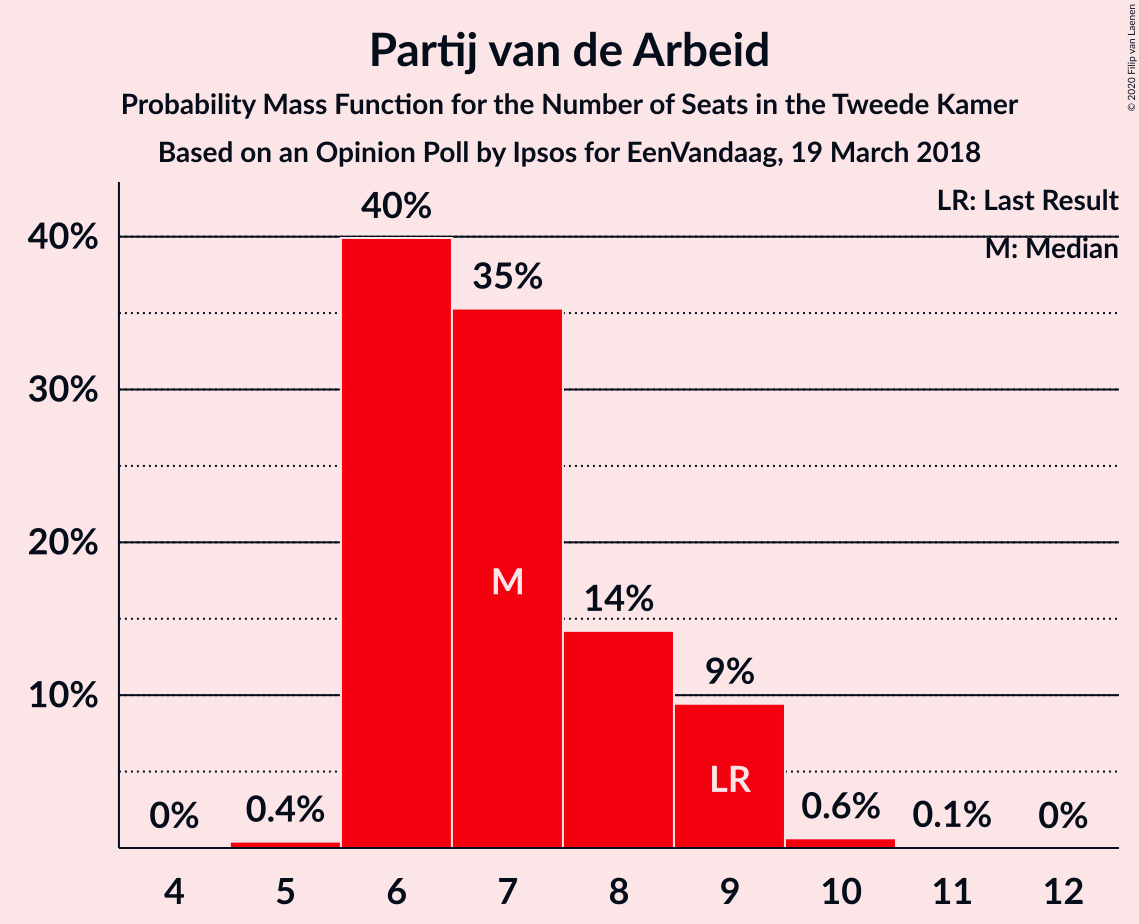 Partij van de Arbeid
Probability Mass Function for the Number of Seats in the Tweede Kamer
Based on an Opinion Poll by Ipsos for EenVandaag, 19 March 2018
© 2020 Filip van Laenen
LR: Last Result
M: Median
40%
30%
20%
10%
0%
0.4%
40%
35%
14%
9%
0.6%
0.1%
0%
M
LR
4 5 6 7 8 9 10 11 12